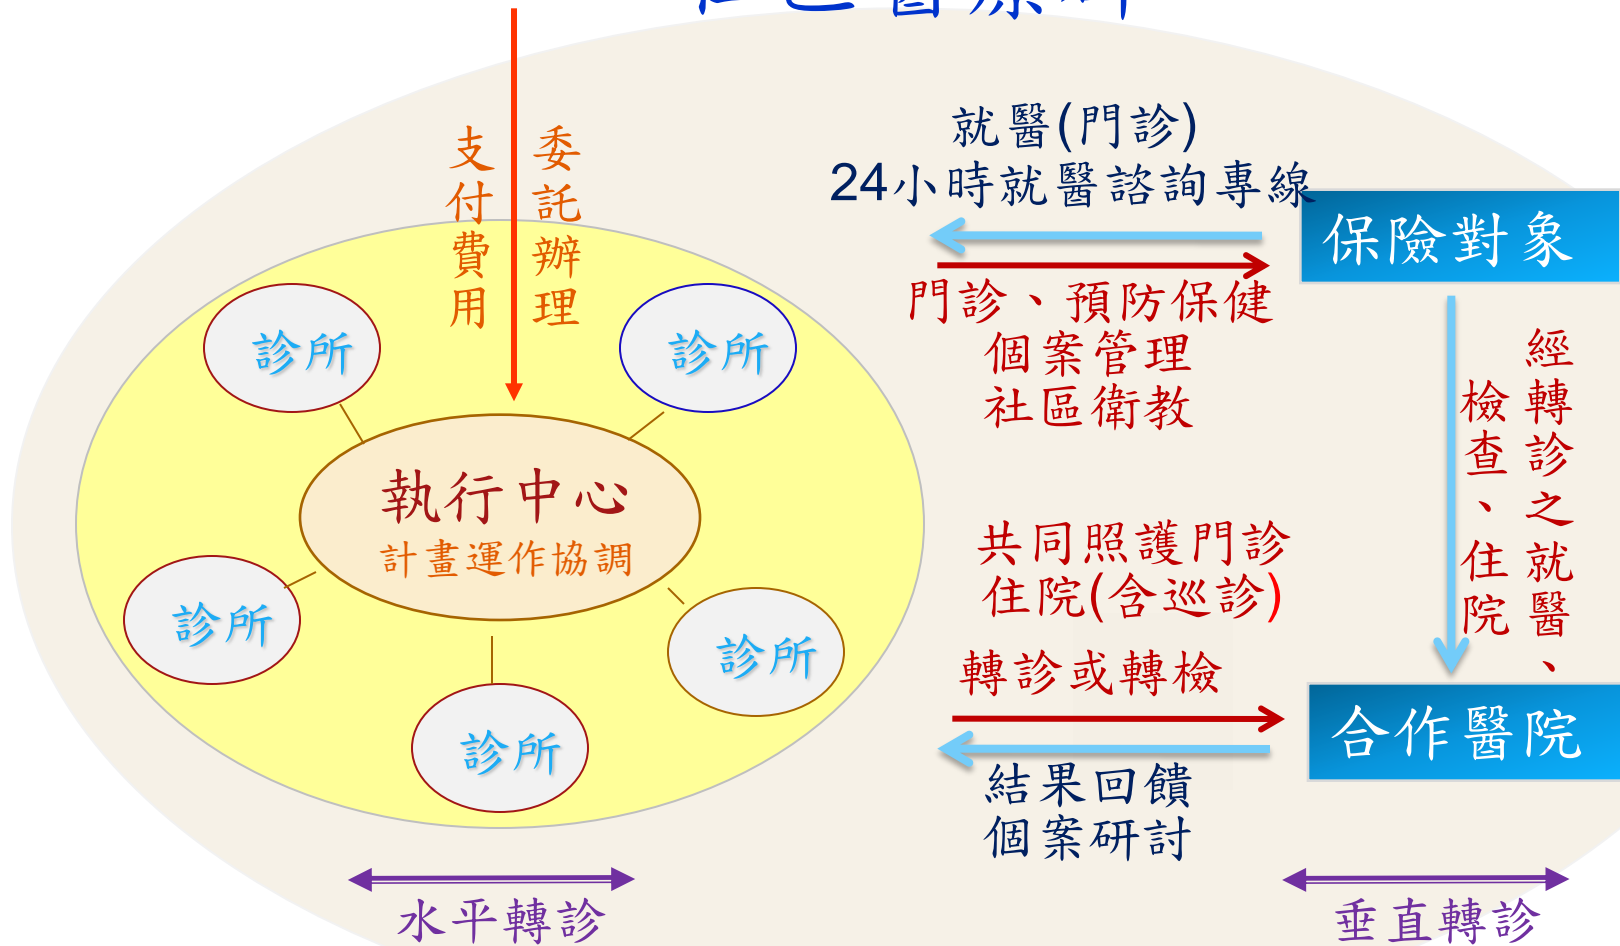 支付費用
委託辦理
就醫(門診)
24小時就醫諮詢專線
保險對象
門診、預防保健
個案管理
社區衛教
診所
診所
執行中心
計畫運作協調
診所
診所
診所
經轉診之就醫、
檢查、住院
共同照護門診
住院(含巡診)
轉診或轉檢
合作醫院
結果回饋
個案研討
水平轉診
垂直轉診